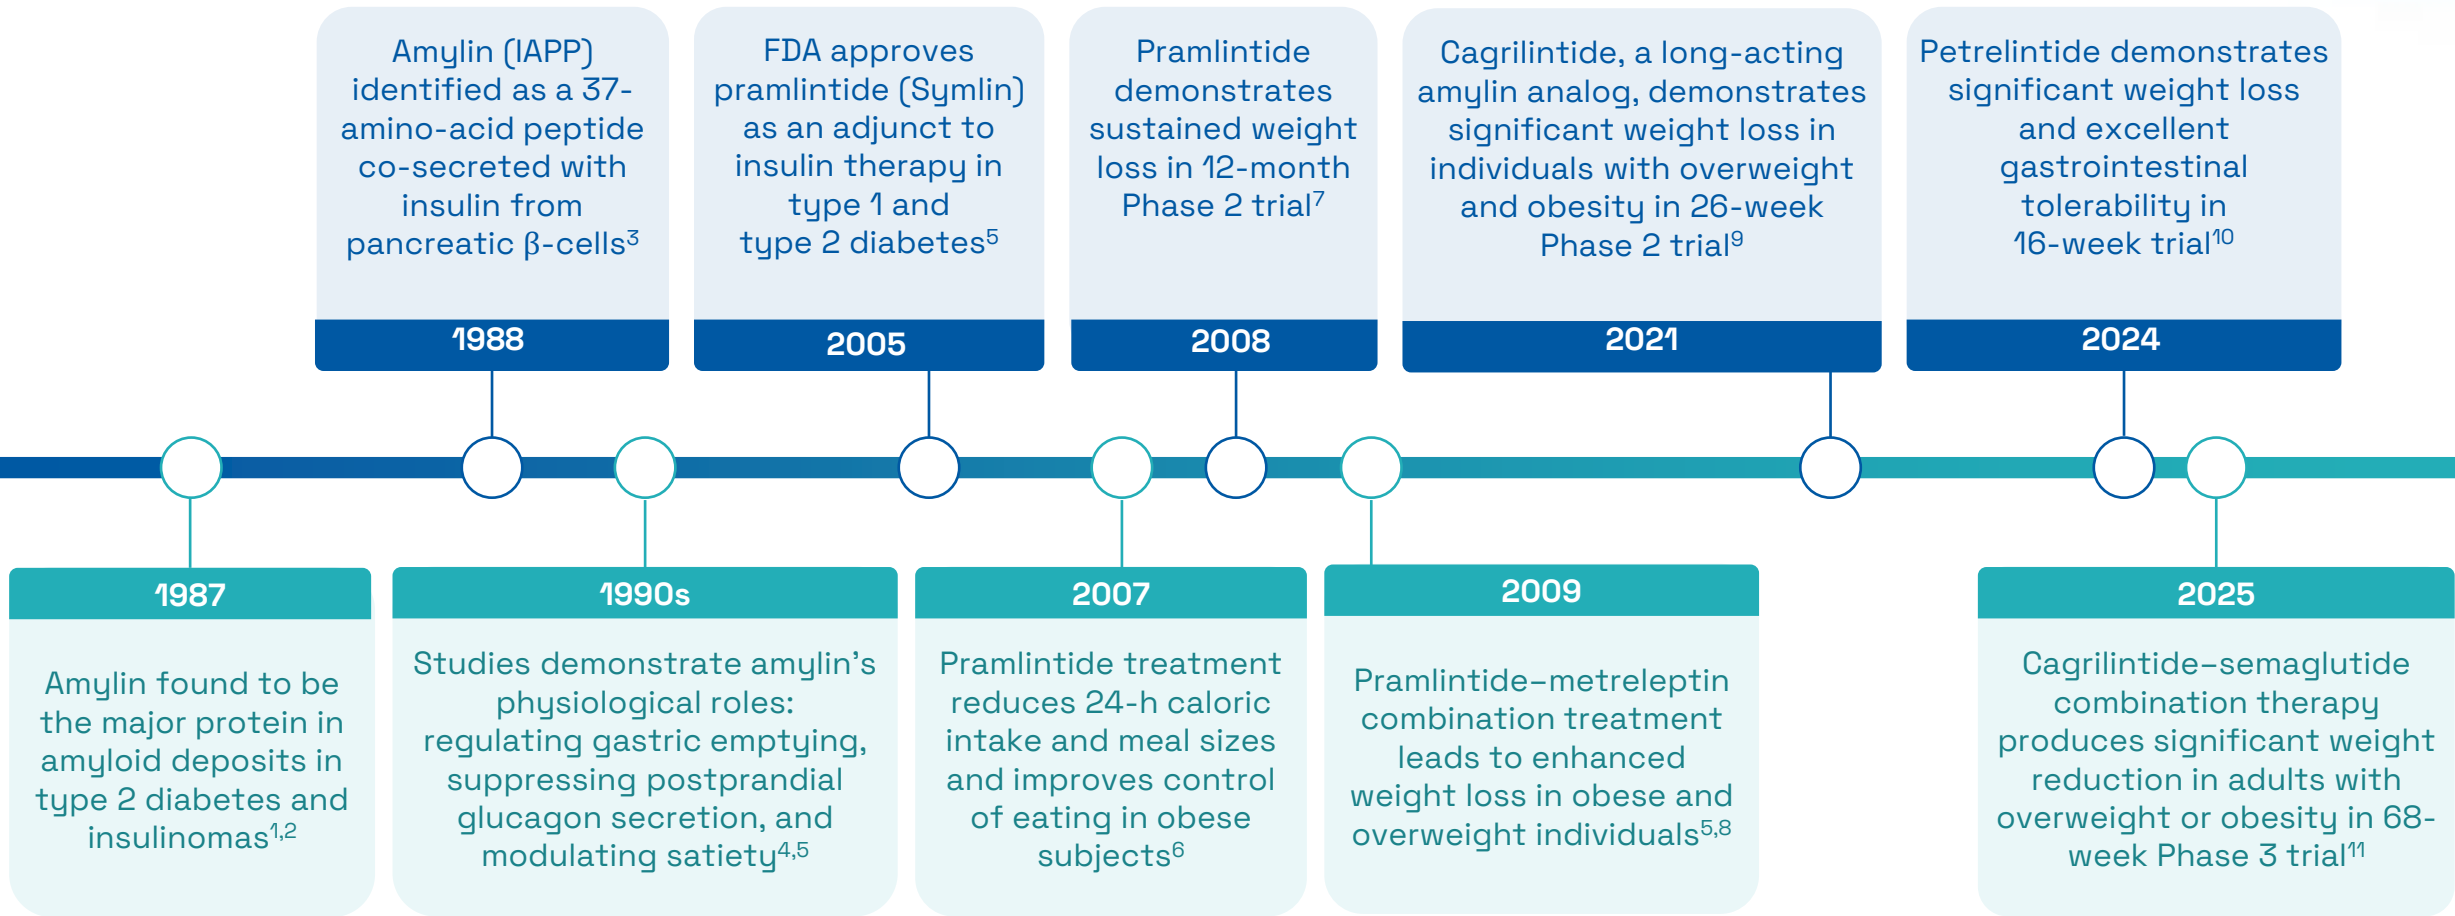 Amylin (IAPP)
identified as a 37-
amino-acid peptide
co-secreted with
insulin from
pancreatic β-cells³
1988
FDA approves
pramlintide (Symlin)
as an adjunct to
insulin therapy in
type 1 and
type 2 diabetes⁵
2005
Pramlintide
demonstrates
sustained weight
loss in 12-month
Phase 2 trial⁷
2008
Cagrilintide, a long-acting
amylin analog, demonstrates
significant weight loss in
individuals with overweight
and obesity in 26-week
Phase 2 trial⁹
2021
Petrelintide demonstrates
significant weight loss
and excellent
gastrointestinal
tolerability in
16-week trial¹⁰
2024
1987
Amylin found to be
the major protein in
amyloid deposits in
type 2 diabetes and
insulinomas¹,²
1990s
Studies demonstrate amylin’s
physiological roles:
regulating gastric emptying,
suppressing postprandial
glucagon secretion, and
modulating satiety⁴,⁵
2007
Pramlintide treatment
reduces 24-h caloric
intake and meal sizes
and improves control
of eating in obese
subjects⁶
2009
Pramlintide–metreleptin
combination treatment
leads to enhanced
weight loss in obese and
overweight individuals⁵,⁸
2025
Cagrilintide–semaglutide
combination therapy
produces significant weight
reduction in adults with
overweight or obesity in 68-
week Phase 3 trial¹¹